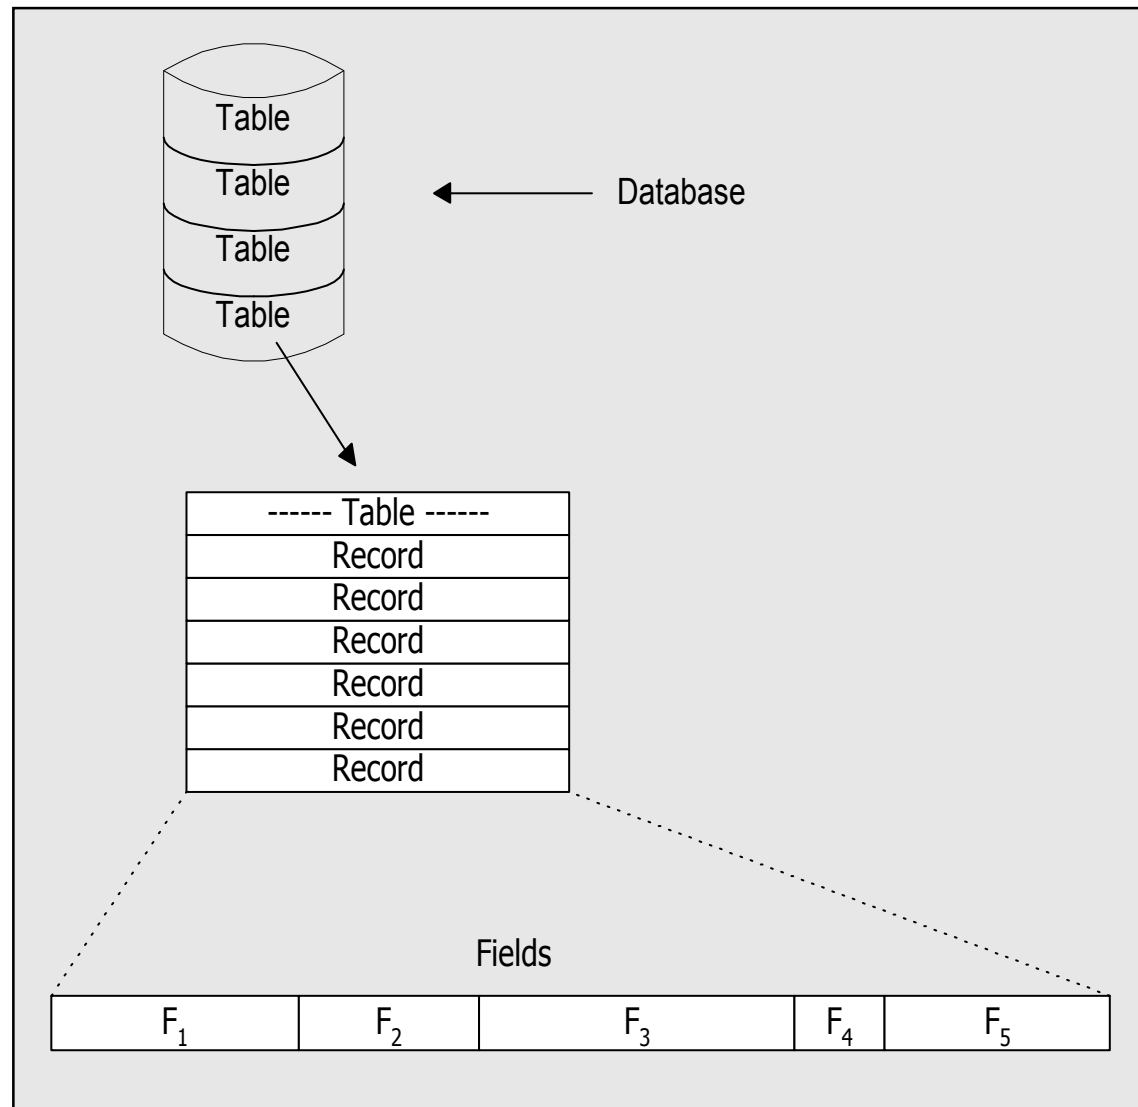 Table
Table
Database
Table
Table
------ Table ------
Record
Record
Record
Record
Record
Record
Fields
F₁ F₂ F₃ F₄ F₅